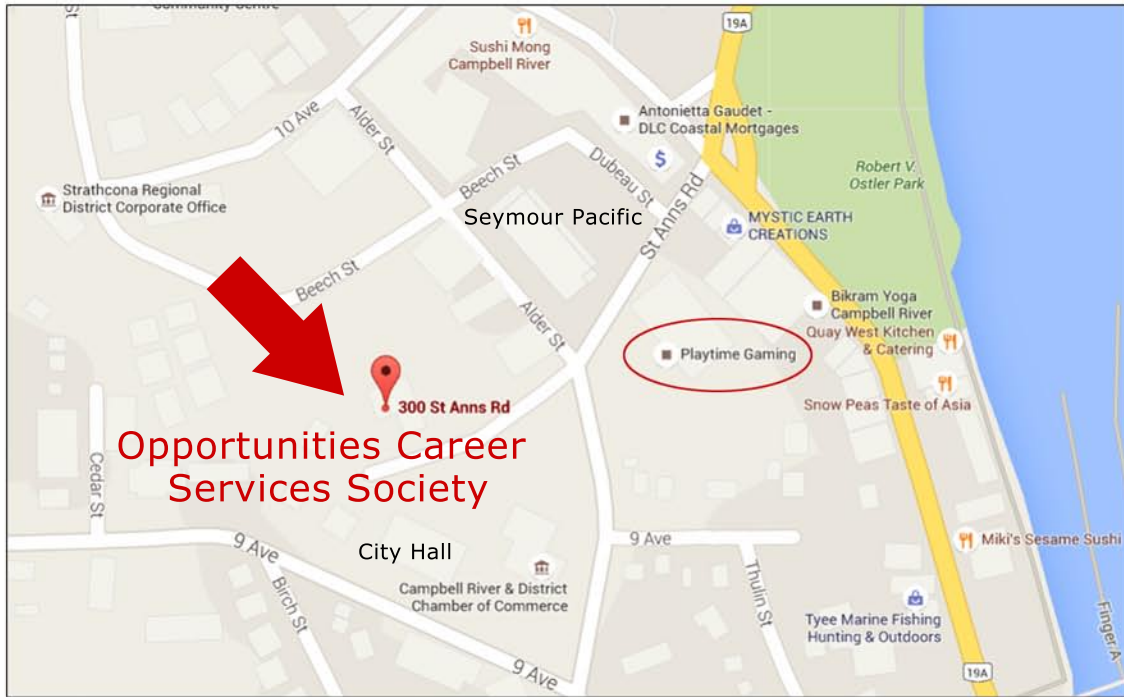 Community Centre
St
19A
Sushi Mong
Campbell River
Antonietta Gaudet -
DLC Coastal Mortgages
10 Ave
Alder St
Beech St
Dubeau St
$
Robert V.
Ostler Park
Strathcona Regional
District Corporate Office
Seymour Pacific
St Anns Rd
MYSTIC EARTH
CREATIONS
Beech St
Alder St
Bikram Yoga
Campbell River
Quay West Kitchen
& Catering
Playtime Gaming
300 St Anns Rd
Snow Peas Taste of Asia
Opportunities Career
Services Society
Cedar St
9 Ave
City Hall
9 Ave
Miki's Sesame Sushi
Campbell River & District
Chamber of Commerce
Birch St
Thulin St
Tyee Marine Fishing
Hunting & Outdoors
Finger A
9 Ave
19A